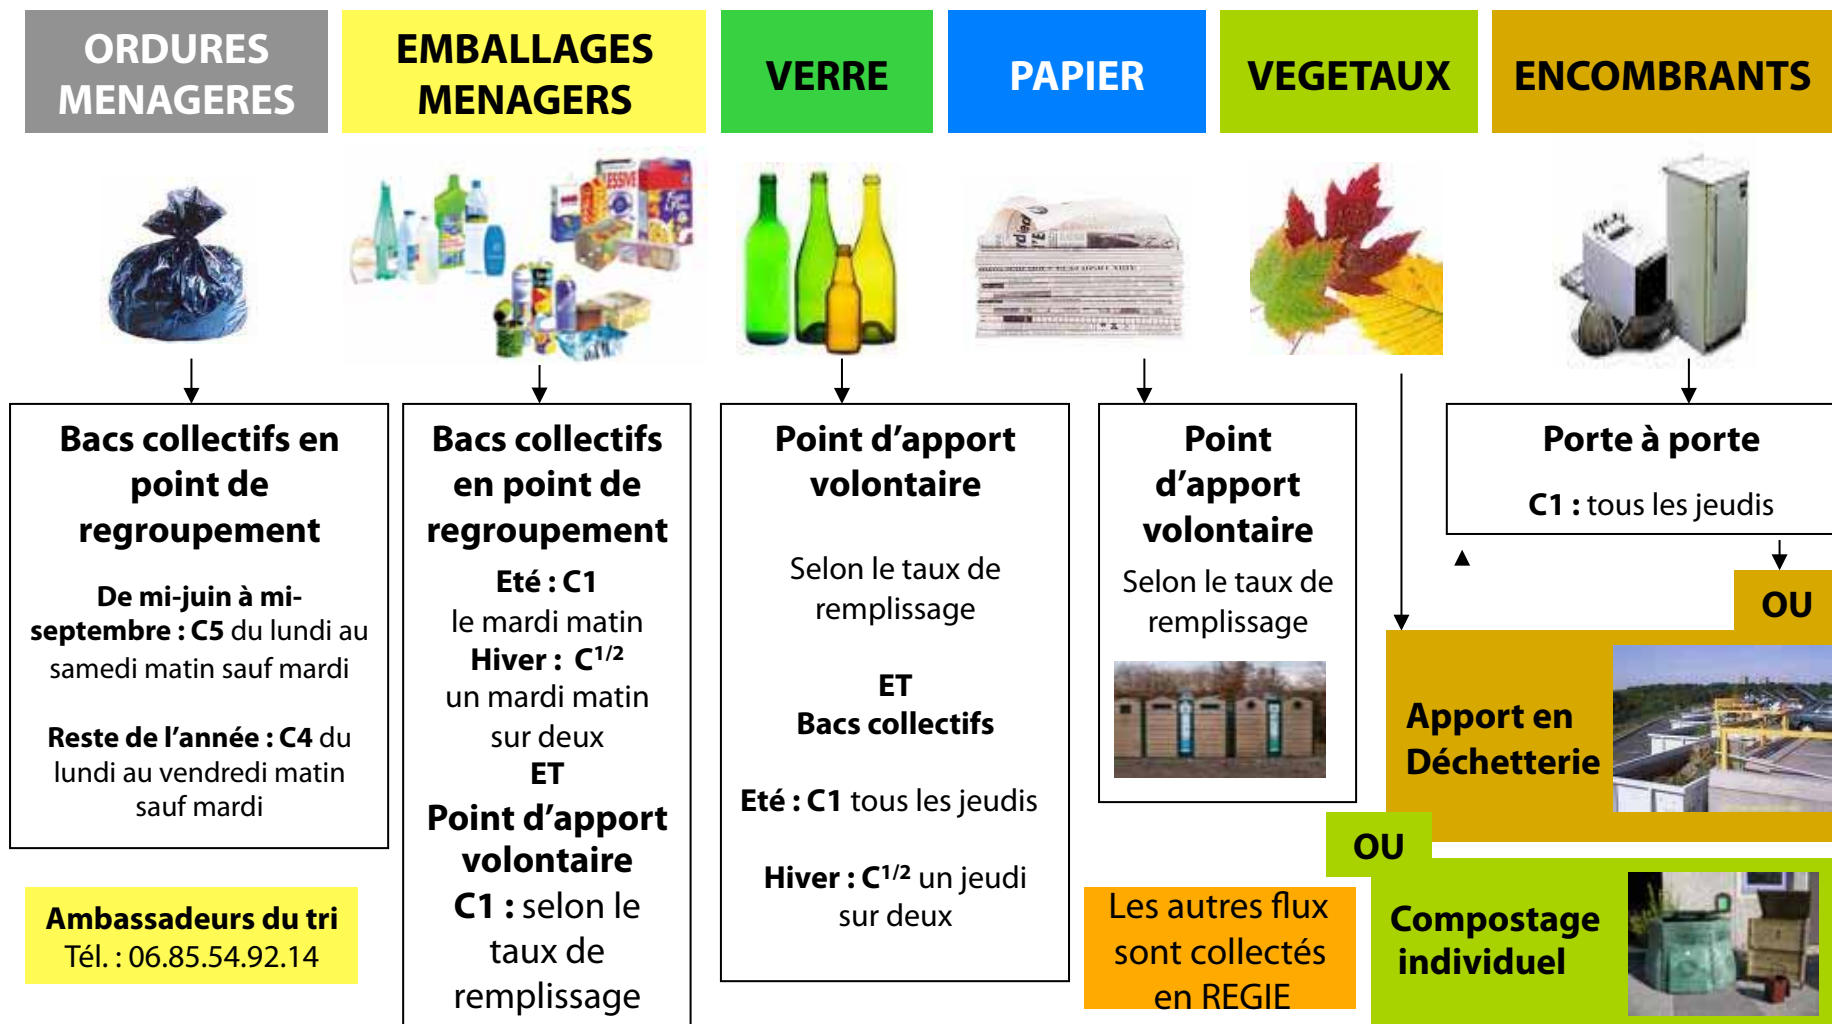 ORDURES
MENAGERES
EMBALLAGES
MENAGERS
VERRE
PAPIER
VEGETAUX
ENCOMBRANTS
Bacs collectifs en
point de
regroupement
De mi-juin à mi-
septembre : C5 du lundi au
samedi matin sauf mardi
Reste de l’année : C4 du
lundi au vendredi matin
sauf mardi
Ambassadeurs du tri
Tél. : 06.85.54.92.14
Bacs collectifs
en point de
regroupement
Eté : C1
le mardi matin
Hiver : C1/2
un mardi matin
sur deux
ET
Point d’apport
volontaire
C1 : selon le
taux de
remplissage
Point d’apport
volontaire
Selon le taux de
remplissage
ET
Bacs collectifs
Eté : C1 tous les jeudis
Hiver : C1/2 un jeudi
sur deux
Point
d’apport
volontaire
Selon le taux de
remplissage
Les autres flux
sont collectés
en REGIE
Porte à porte
C1 : tous les jeudis
OU
Apport en
Déchetterie
OU
Compostage
individuel